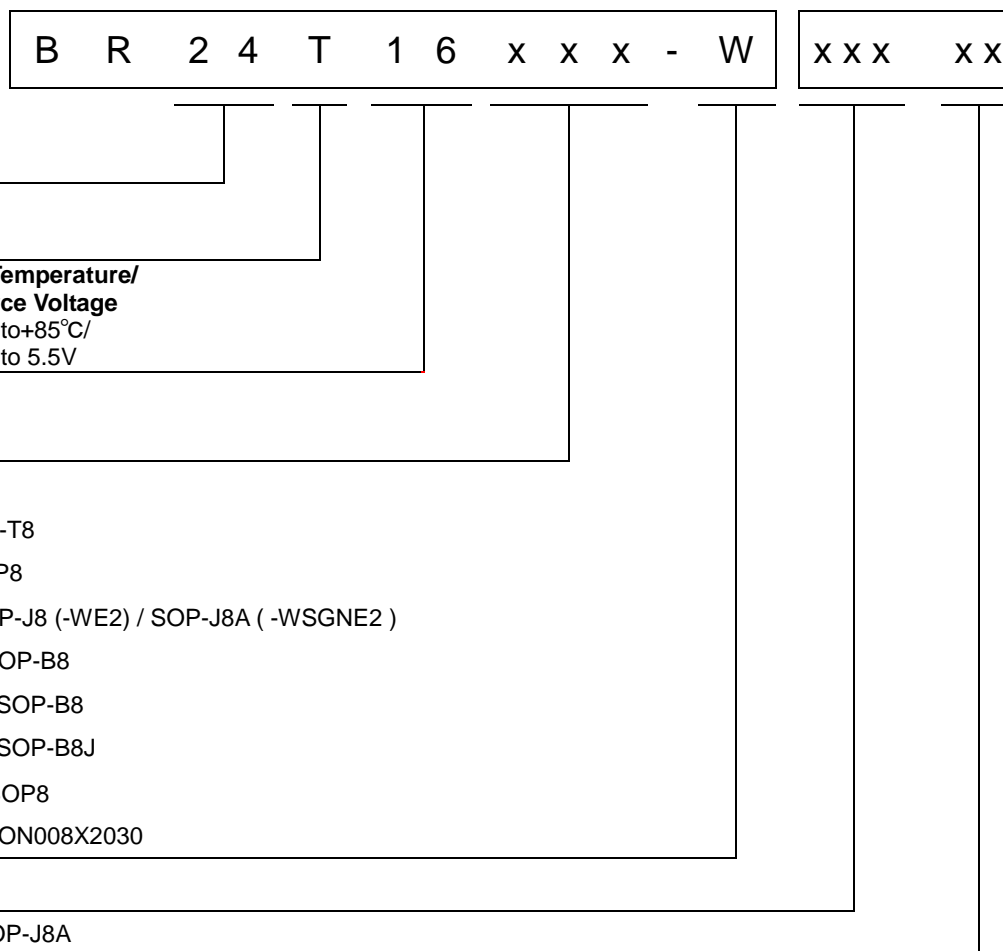 B R 2 4 T 1 6 x x x - W x x x x x
Temperature/
ce Voltage
to+85°C/
to 5.5V
-T8
P8
P-J8 (-WE2) / SOP-J8A ( -WSGNE2 )
OP-B8
SOP-B8
SOP-B8J
SOP8
ON008X2030
OP-J8A